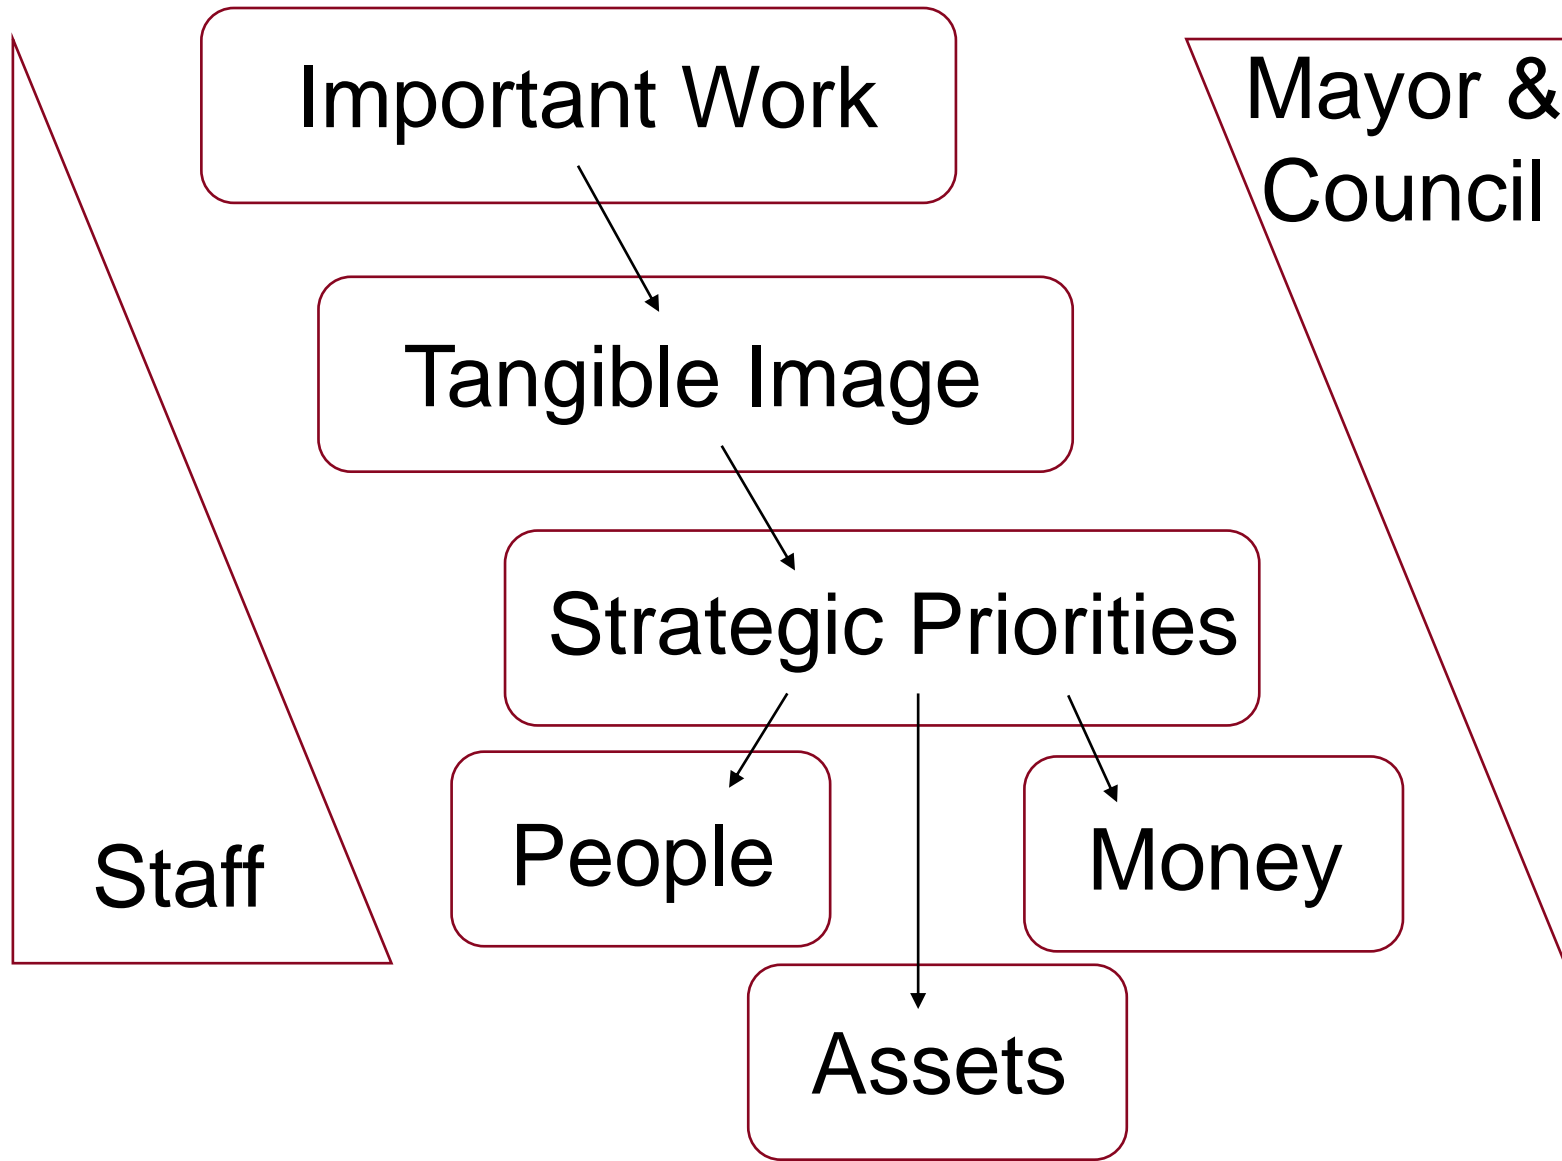 Important Work
Mayor &
Council
Tangible Image
Strategic Priorities
People
Money
Staff
Assets